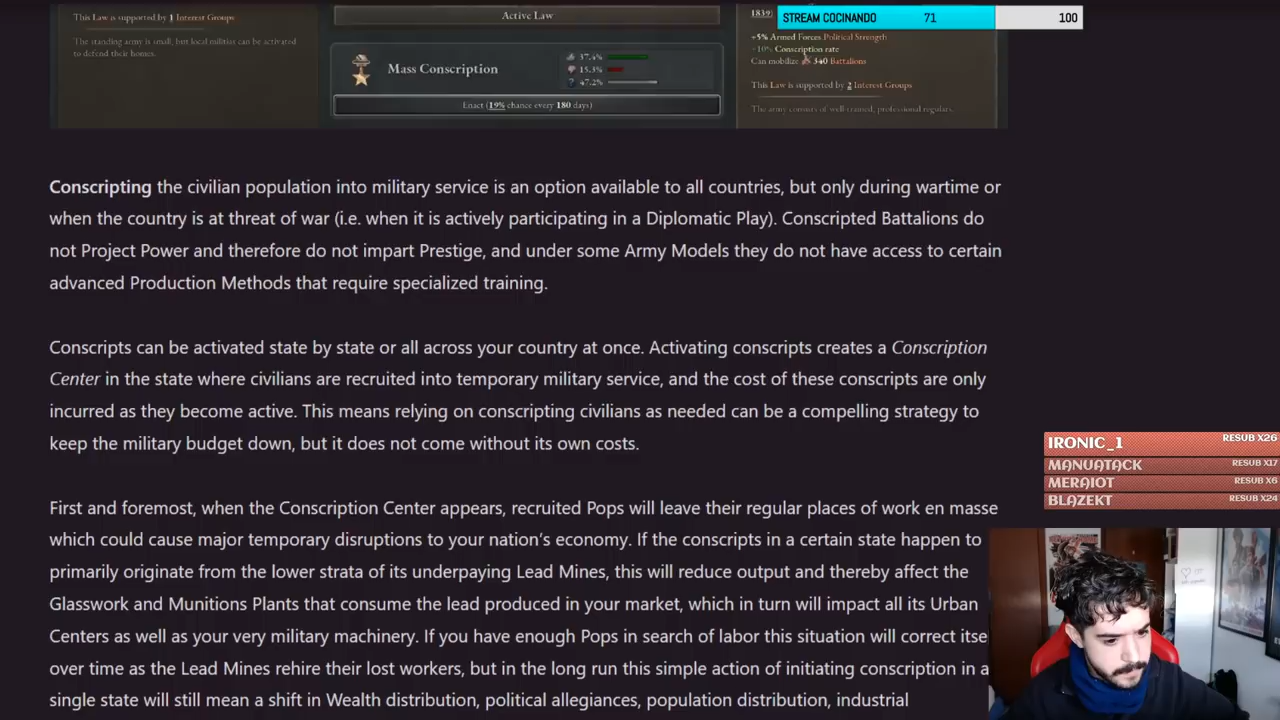 This Law is supported by 1 Interest Groups
The standing army is small, but local militias can be activated
to defend their homes.
Active Law
Mass Conscription
37.4%
15.3%
47.2%
Enact (19% chance every 180 days)
1839:
+5% Armed Forces Political Strength
+10% Conscription rate
Can mobilize 340 Battalions
This Law is supported by 2 Interest Groups
The army consists of well-trained, professional regulars.
STREAM COCINANDO 71 100
Conscripting the civilian population into military service is an option available to all countries, but only during wartime or
when the country is at threat of war (i.e. when it is actively participating in a Diplomatic Play). Conscripted Battalions do
not Project Power and therefore do not impart Prestige, and under some Army Models they do not have access to certain
advanced Production Methods that require specialized training.
Conscripts can be activated state by state or all across your country at once. Activating conscripts creates a Conscription
Center in the state where civilians are recruited into temporary military service, and the cost of these conscripts are only
incurred as they become active. This means relying on conscripting civilians as needed can be a compelling strategy to
keep the military budget down, but it does not come without its own costs.
First and foremost, when the Conscription Center appears, recruited Pops will leave their regular places of work en masse
which could cause major temporary disruptions to your nation's economy. If the conscripts in a certain state happen to
primarily originate from the lower strata of its underpaying Lead Mines, this will reduce output and thereby affect the
Glasswork and Munitions Plants that consume the lead produced in your market, which in turn will impact all its Urban
Centers as well as your very military machinery. If you have enough Pops in search of labor this situation will correct itse
over time as the Lead Mines rehire their lost workers, but in the long run this simple action of initiating conscription in a
single state will still mean a shift in Wealth distribution, political allegiances, population distribution, industrial
IRONIC_1 RESUB X26
MANUATACK RESUB X17
MERAIOT RESUB X6
BLAZEKT RESUB X24